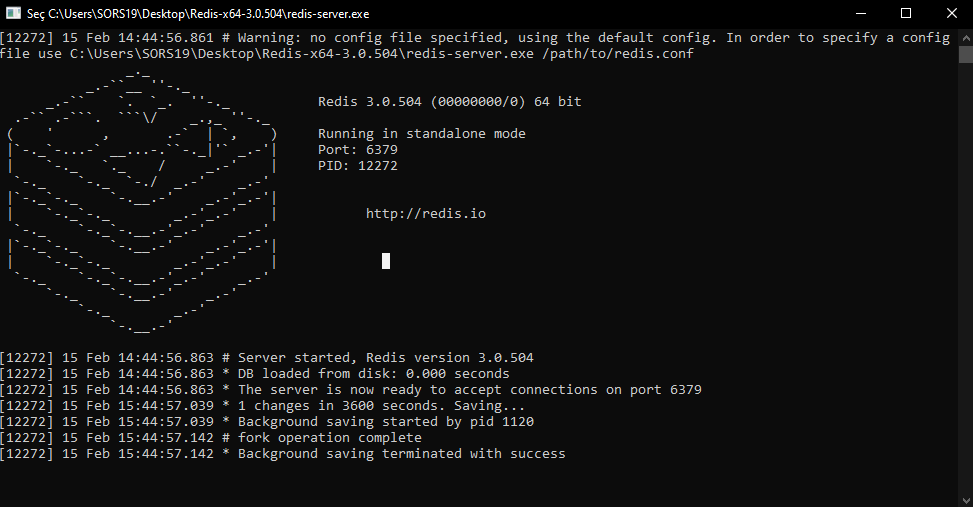 Seç C:\Users\SORS19\Desktop\Redis-x64-3.0.504\redis-server.exe
[12272] 15 Feb 14:44:56.861 # Warning: no config file specified, using the default config. In order to specify a config
file use C:\Users\SORS19\Desktop\Redis-x64-3.0.504\redis-server.exe /path/to/redis.conf
Redis 3.0.504 (00000000/0) 64 bit
Running in standalone mode
Port: 6379
PID: 12272
http://redis.io
[12272] 15 Feb 14:44:56.863 # Server started, Redis version 3.0.504
[12272] 15 Feb 14:44:56.863 * DB loaded from disk: 0.000 seconds
[12272] 15 Feb 14:44:56.863 * The server is now ready to accept connections on port 6379
[12272] 15 Feb 15:44:57.039 * 1 changes in 3600 seconds. Saving...
[12272] 15 Feb 15:44:57.039 * Background saving started by pid 1120
[12272] 15 Feb 15:44:57.142 # fork operation complete
[12272] 15 Feb 15:44:57.142 * Background saving terminated with success